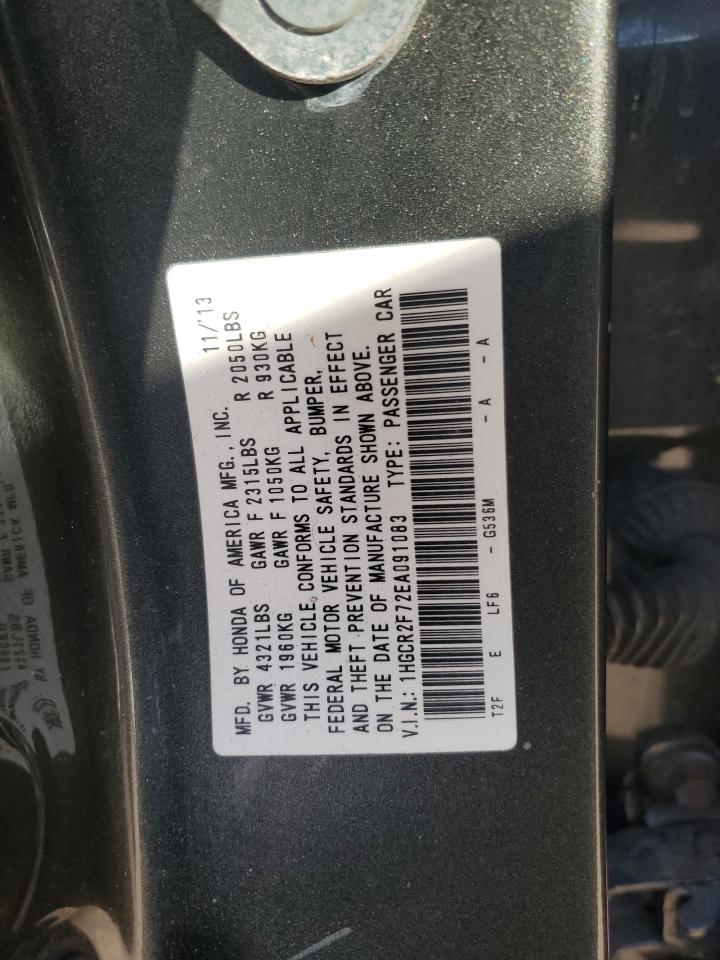 MFD. BY HONDA OF AMERICA MFG., INC. 11/'13
GVWR 4321LBS GAWR F 2315LBS R 2050LBS
GVWR 1960KG GAWR F 1050KG R 930KG
THIS VEHICLE CONFORMS TO ALL APPLICABLE
FEDERAL MOTOR VEHICLE SAFETY, BUMPER,
AND THEFT PREVENTION STANDARDS IN EFFECT
ON THE DATE OF MANUFACTURE SHOWN ABOVE.
V.I.N.: 1HGCR2F72EA091083 TYPE: PASSENGER CAR
T2F E LF6 - G536M - A - A